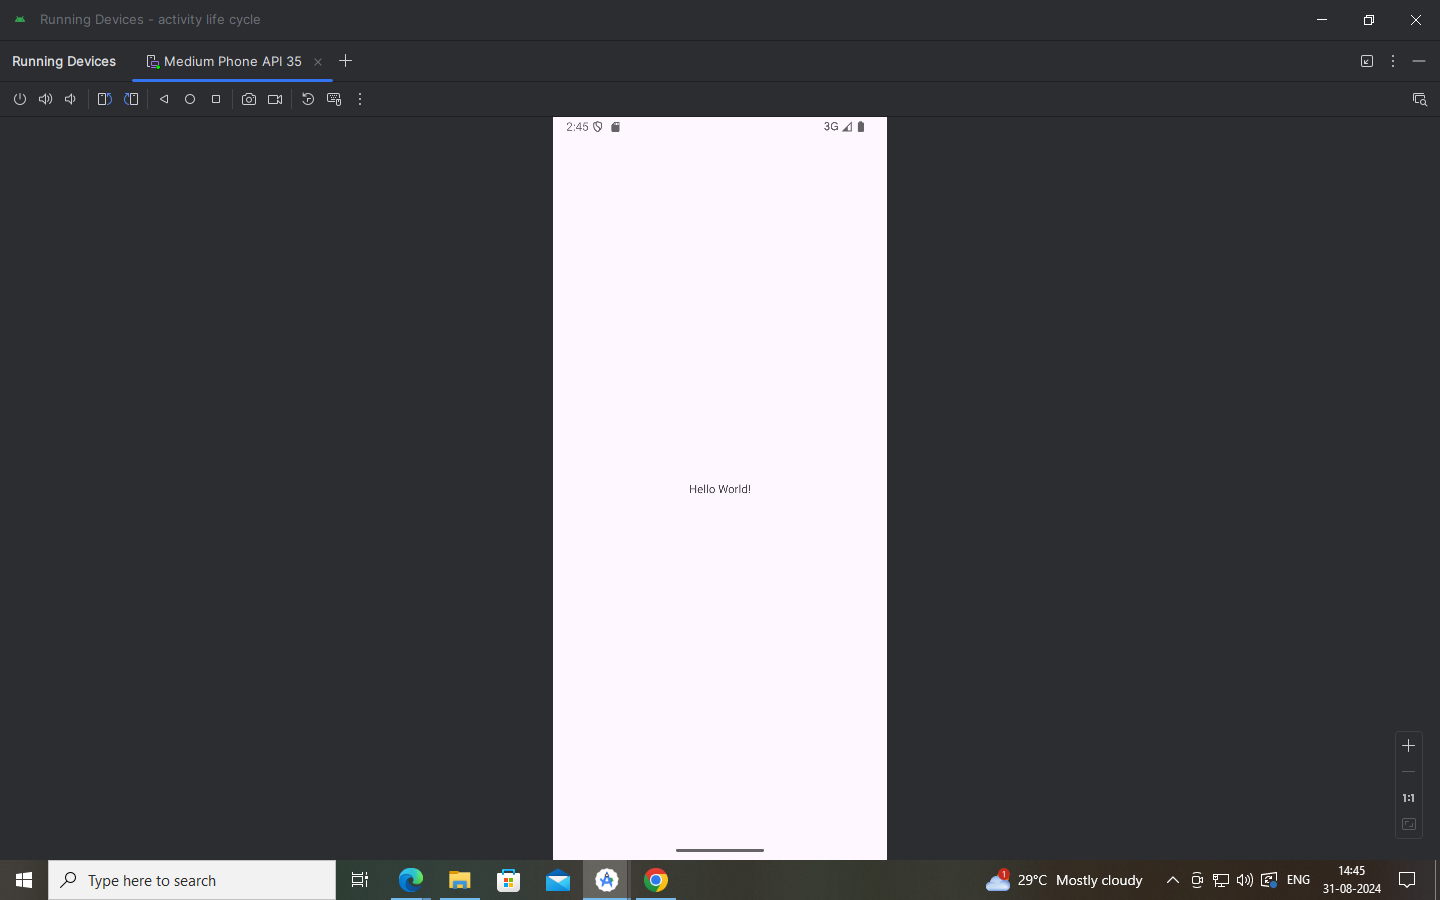 Running Devices - activity life cycle
Running Devices
Medium Phone API 35
2:45
3G
Hello World!
1:1
Type here to search
1
29°C Mostly cloudy
ENG
14:45
31-08-2024